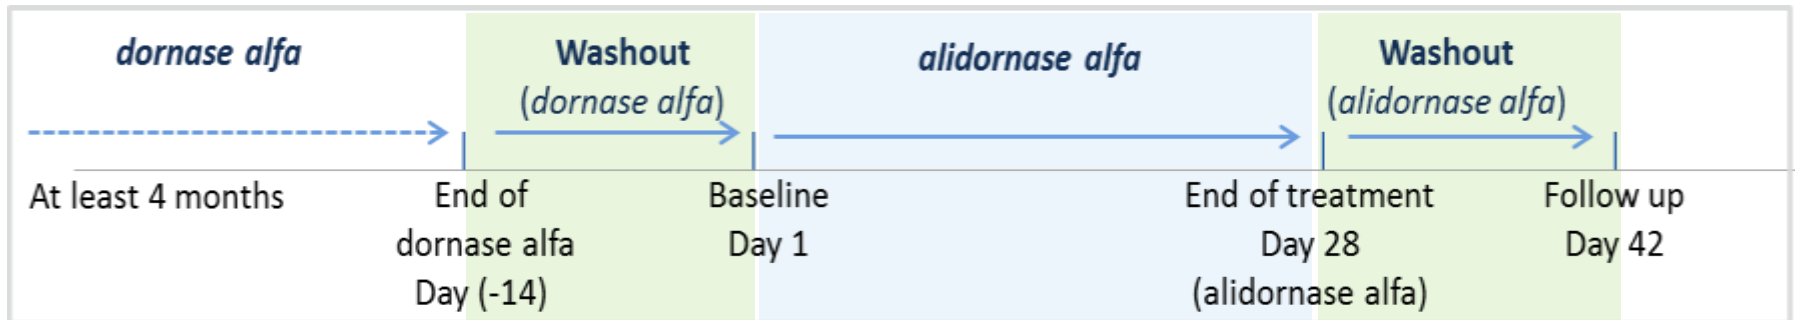 dornase alfa
Washout
(dornase alfa)
alidornase alfa
Washout
(alidornase alfa)
At least 4 months
End of
dornase alfa
Day (-14)
Baseline
Day 1
End of treatment
Day 28
(alidornase alfa)
Follow up
Day 42